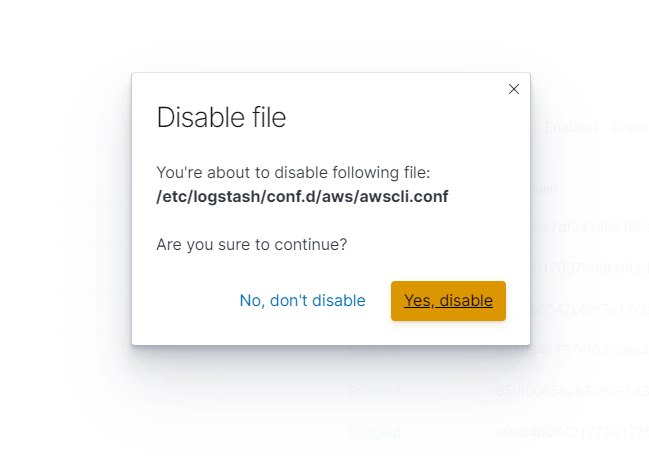 Disable file
Enabled Disab
You're about to disable following file:
/etc/logstash/conf.d/aws/awscli.conf
Are you sure to continue?
No, don't disable
Yes, disable
Enabled
Enabled